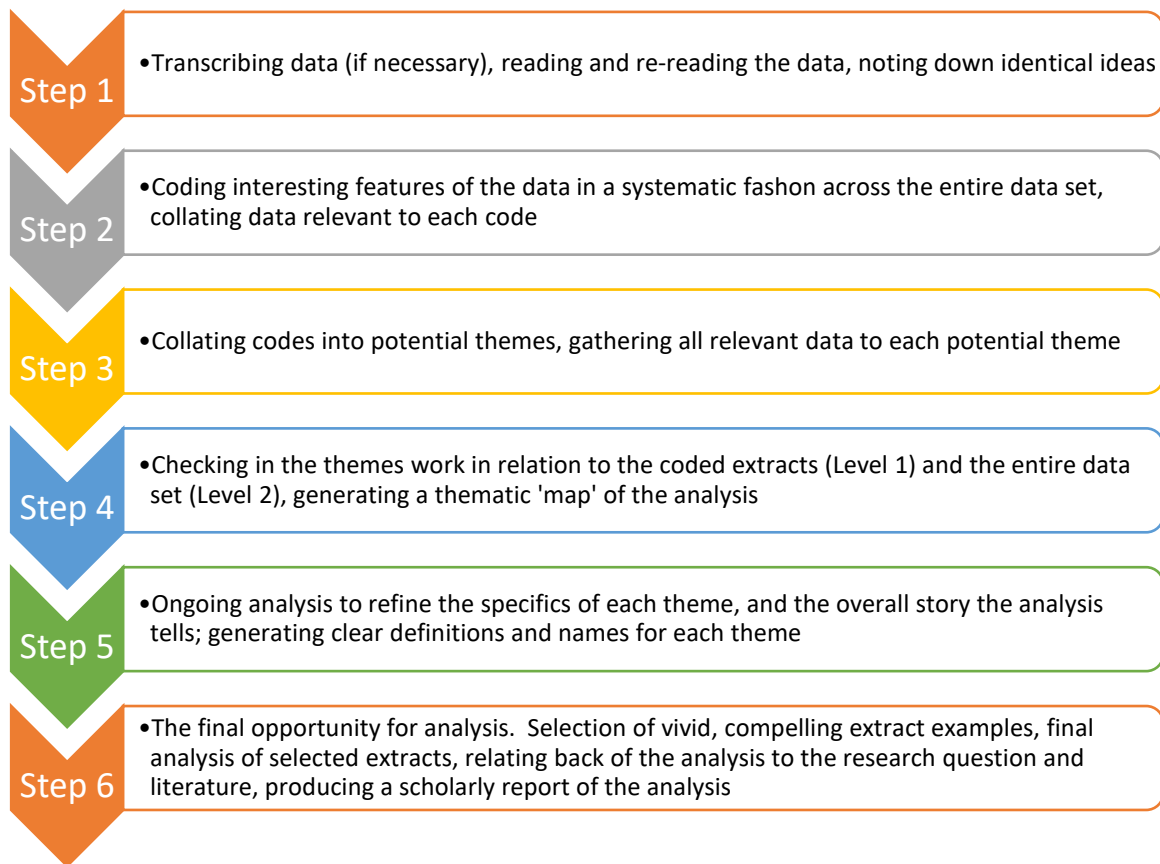 Step 1
•Transcribing data (if necessary), reading and re-reading the data, noting down identical ideas
Step 2
•Coding interesting features of the data in a systematic fashon across the entire data set,
collating data relevant to each code
Step 3
•Collating codes into potential themes, gathering all relevant data to each potential theme
Step 4
•Checking in the themes work in relation to the coded extracts (Level 1) and the entire data
set (Level 2), generating a thematic 'map' of the analysis
Step 5
•Ongoing analysis to refine the specifics of each theme, and the overall story the analysis
tells; generating clear definitions and names for each theme
Step 6
•The final opportunity for analysis.  Selection of vivid, compelling extract examples, final
analysis of selected extracts, relating back of the analysis to the research question and
literature, producing a scholarly report of the analysis